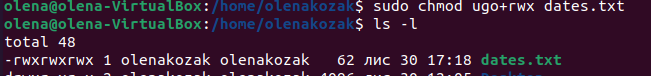 olena@olena-VirtualBox:/home/olenakozak$ sudo chmod ugo+rwx dates.txt
olena@olena-VirtualBox:/home/olenakozak$ ls -l
total 48
-rwxrwxrwx 1 olenakozak olenakozak   62 лис 30 17:18 dates.txt